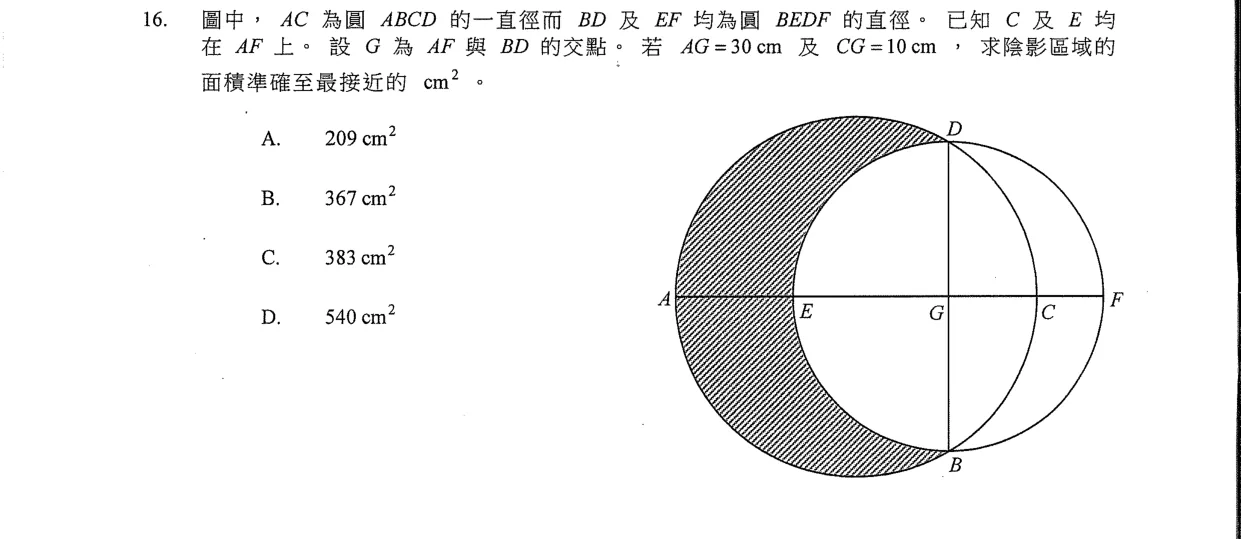 16. 圖中，AC 為圓 ABCD 的一直徑而 BD 及 EF 均為圓 BEDF 的直徑。已知 C 及 E 均
在 AF 上。設 G 為 AF 與 BD 的交點。若 AG = 30 cm 及 CG = 10 cm ，求陰影區域的
面積準確至最接近的 cm² 。
A. 209 cm²
B. 367 cm²
C. 383 cm²
D. 540 cm²
D
A
E
G
C
F
B